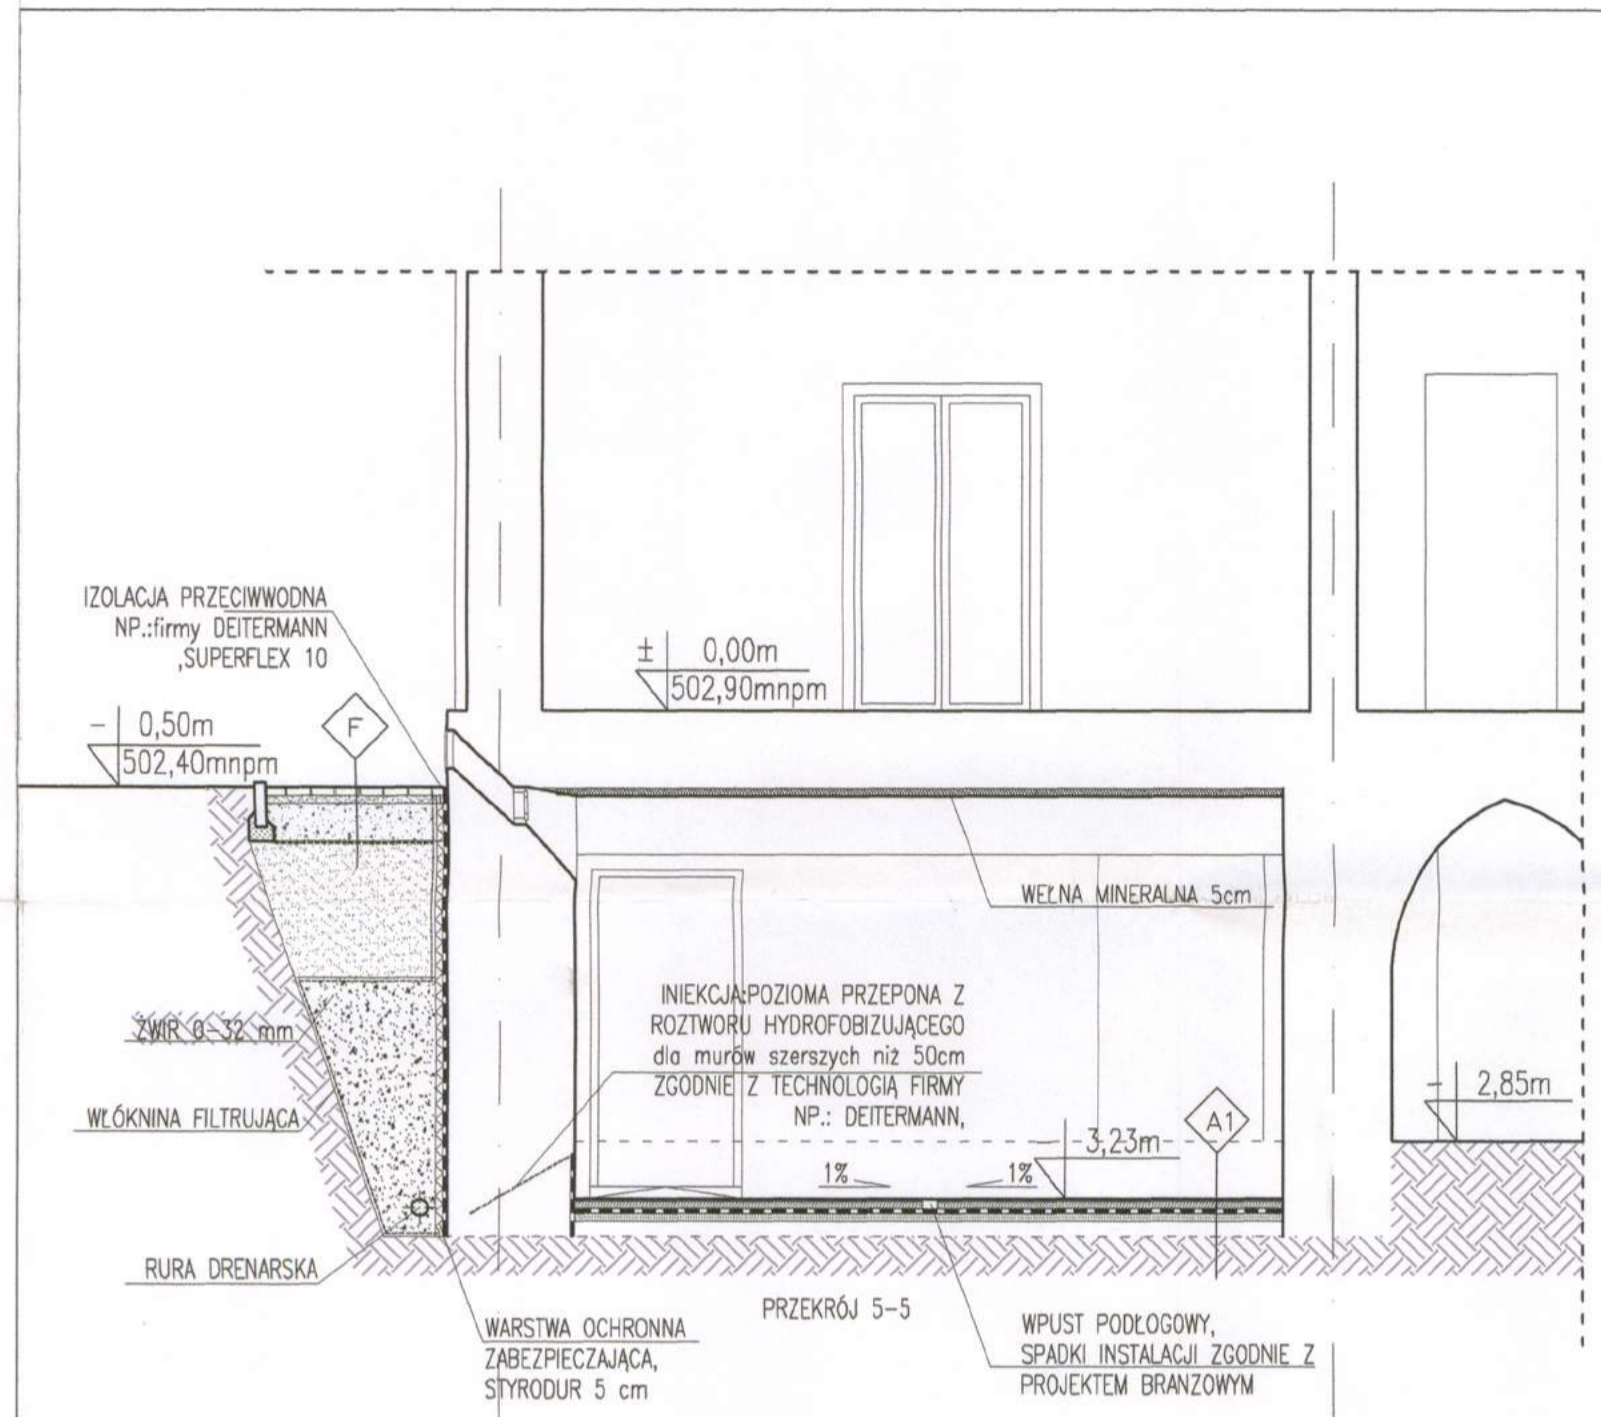 IZOLACJA PRZECIWWODNA
NP.:firmy DEITERMANN
,SUPERFLEX 10
± 0,00m
502,90mnpm
- 0,50m
502,40mnpm
F
WEŁNA MINERALNA 5cm
INIEKCJA:POZIOMA PRZEPONA Z
ROZTWORU HYDROFOBIZUJĄCEGO
dla murów szerszych niż 50cm
ZGODNIE Z TECHNOLOGIĄ FIRMY
NP.: DEITERMANN,
ŻWIR 0-32 mm
WŁÓKNINA FILTRUJĄCA
- 2,85m
A1
- 3,23m
1% 1%
RURA DRENARSKA
PRZEKRÓJ 5-5
WARSTWA OCHRONNA
ZABEZPIECZAJĄCA,
STYRODUR 5 cm
WPUST PODŁOGOWY,
SPADKI INSTALACJI ZGODNIE Z
PROJEKTEM BRANZOWYM